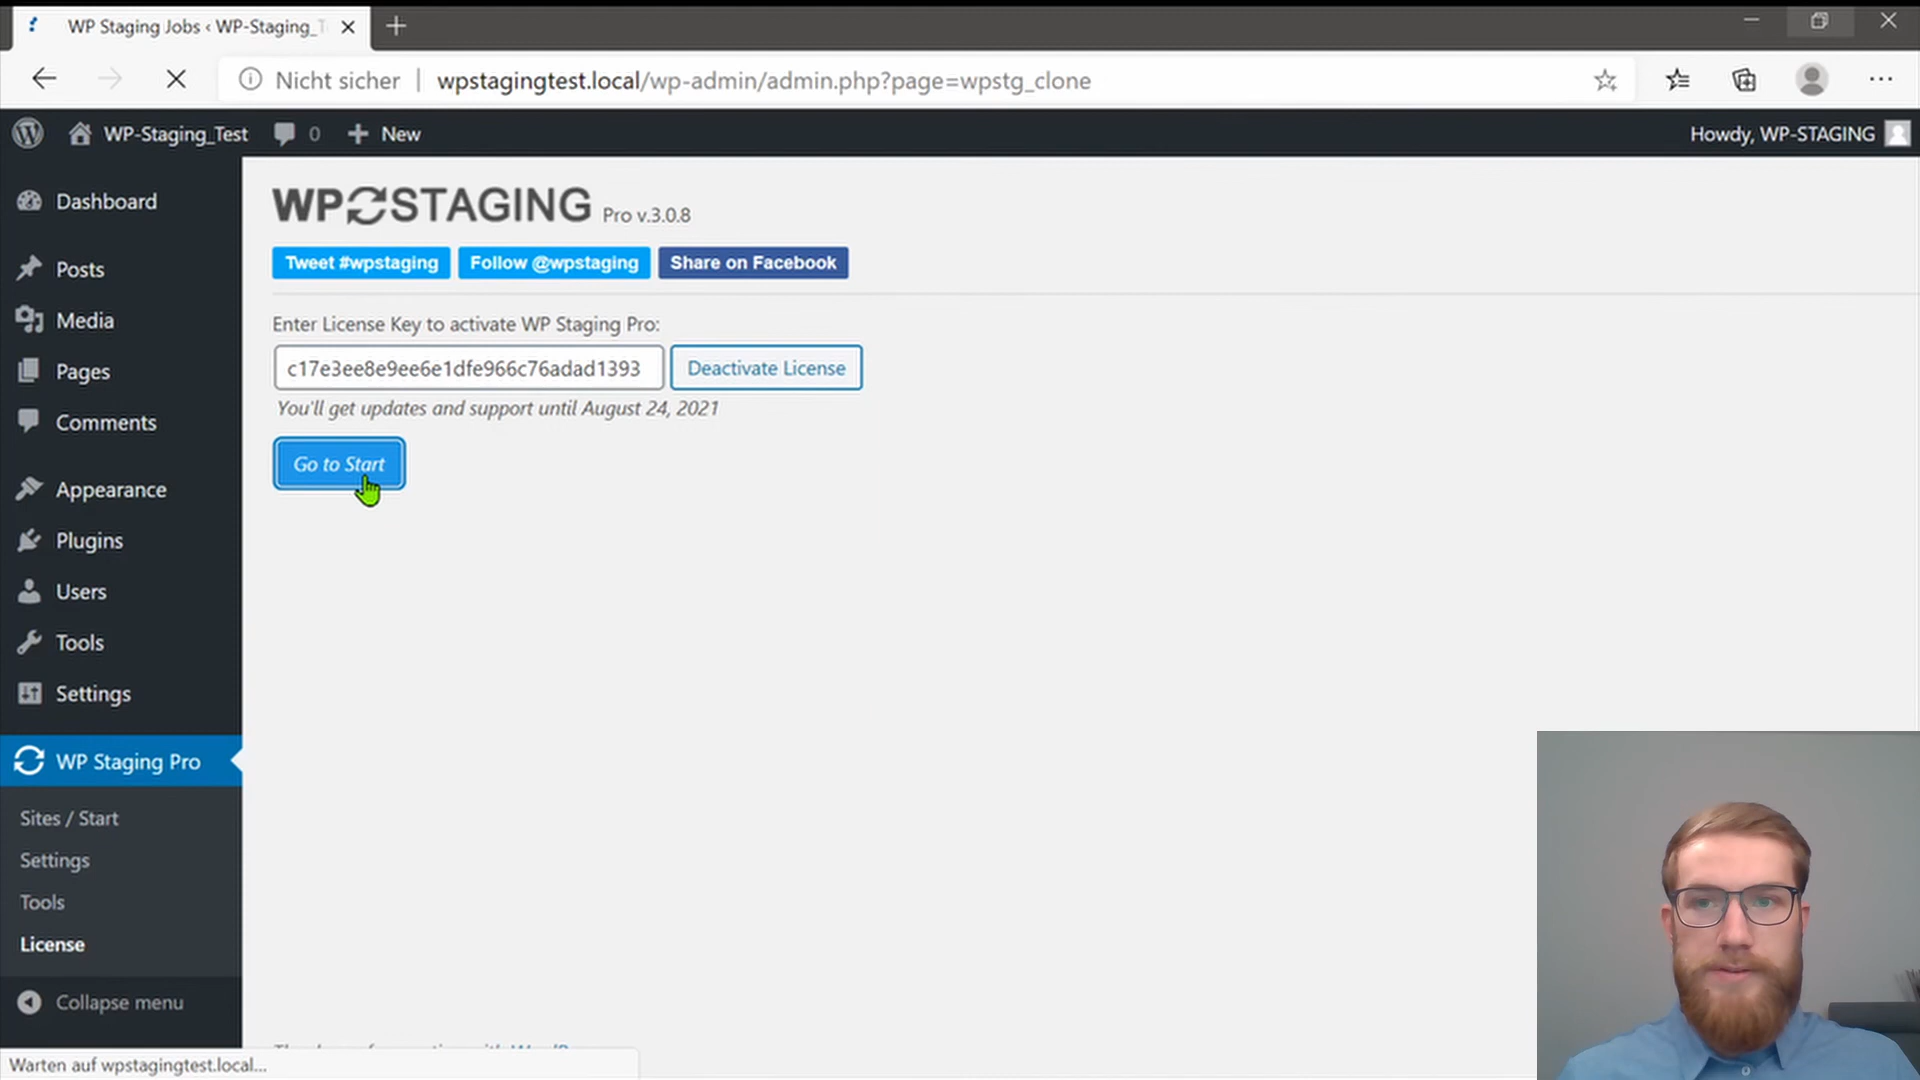 WP Staging Jobs ‹ WP-Staging_T
Nicht sicher | wpstagingtest.local/wp-admin/admin.php?page=wpstg_clone
WP-Staging_Test 0 + New Howdy, WP-STAGING
Dashboard
Posts
Media
Pages
Comments
Appearance
Plugins
Users
Tools
Settings
WP Staging Pro
Sites / Start
Settings
Tools
License
Collapse menu
WP STAGING Pro v.3.0.8
Tweet #wpstaging Follow @wpstaging Share on Facebook
Enter License Key to activate WP Staging Pro:
c17e3ee8e9ee6e1dfe966c76adad1393 Deactivate License
You'll get updates and support until August 24, 2021
Go to Start
Warten auf wpstagingtest.local...